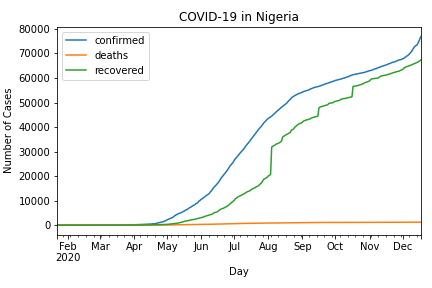 COVID-19 in Nigeria
confirmed
deaths
recovered
Number of Cases
80000
70000
60000
50000
40000
30000
20000
10000
0
Feb Mar Apr May Jun Jul Aug Sep Oct Nov Dec
2020
Day